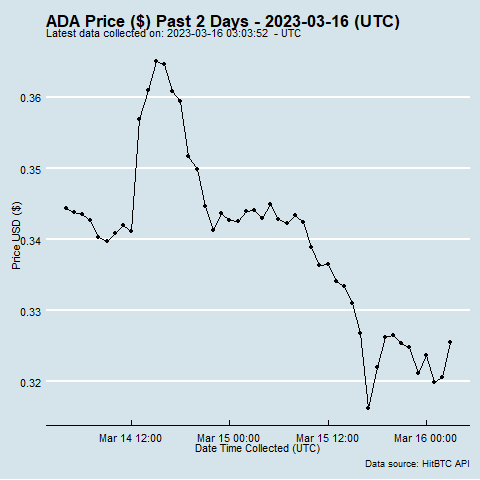 ADA Price ($) Past 2 Days - 2023-03-16 (UTC)
Latest data collected on: 2023-03-16 03:03:52 - UTC
0.36
0.35
0.34
0.33
0.32
Price USD ($)
Mar 14 12:00 Mar 15 00:00 Mar 15 12:00 Mar 16 00:00
Date Time Collected (UTC)
Data source: HitBTC API